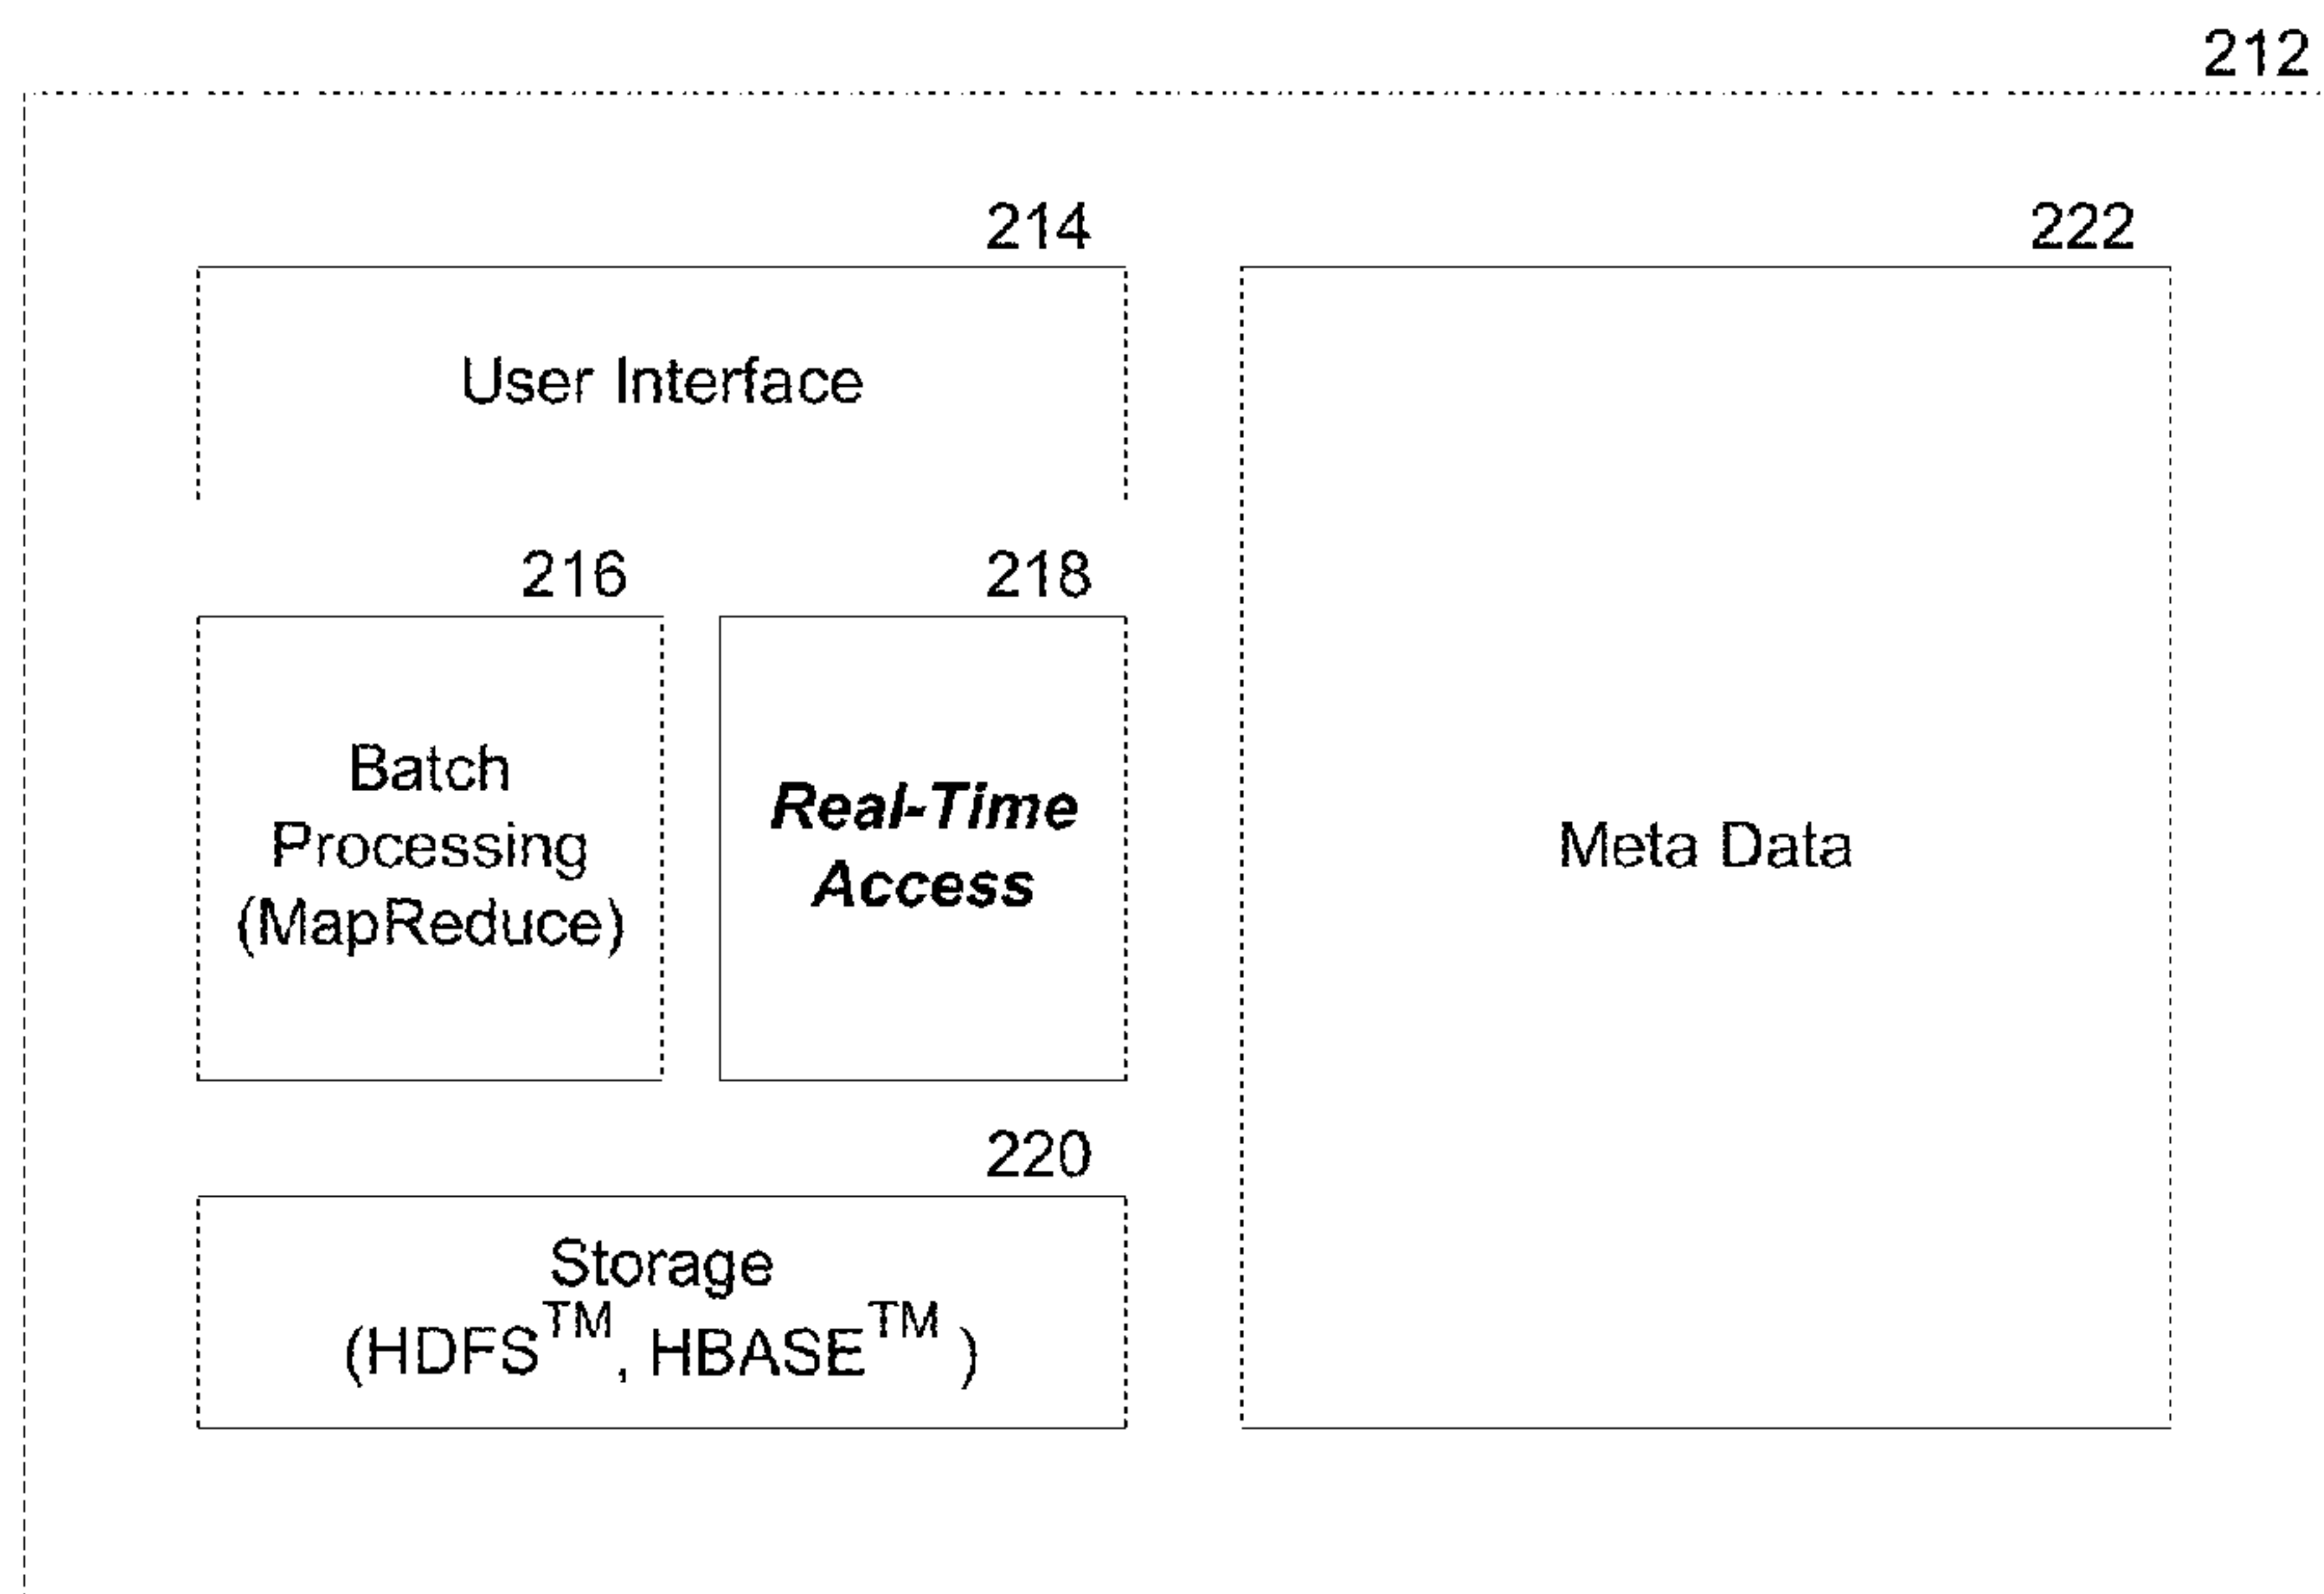 212
214
222
User Interface
216
218
Batch
Processing
(MapReduce)
Real-Time
Access
Meta Data
220
Storage
(HDFS™, HBASE™ )